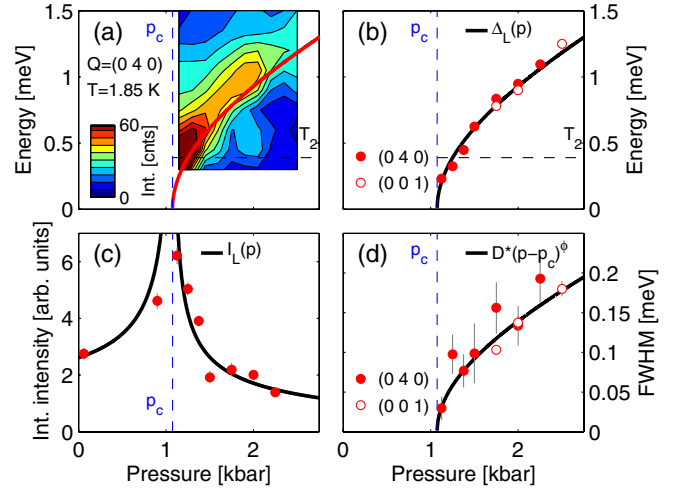 (a)
p_c
Q=(0 4 0)
T=1.85 K
60
0
Int. [cnts]
T_2
Energy [meV]
0
0.5
1
1.5
(b)
p_c
Δ_L(p)
T_2
(0 4 0)
(0 0 1)
Energy [meV]
0
0.5
1
1.5
(c)
I_L(p)
p_c
Int. intensity [arb. units]
0
2
4
6
0
1
2
Pressure [kbar]
(d)
p_c
D*(p-p_c)^ϕ
(0 4 0)
(0 0 1)
FWHM [meV]
0
0.05
0.1
0.15
0.2
0
1
2
Pressure [kbar]